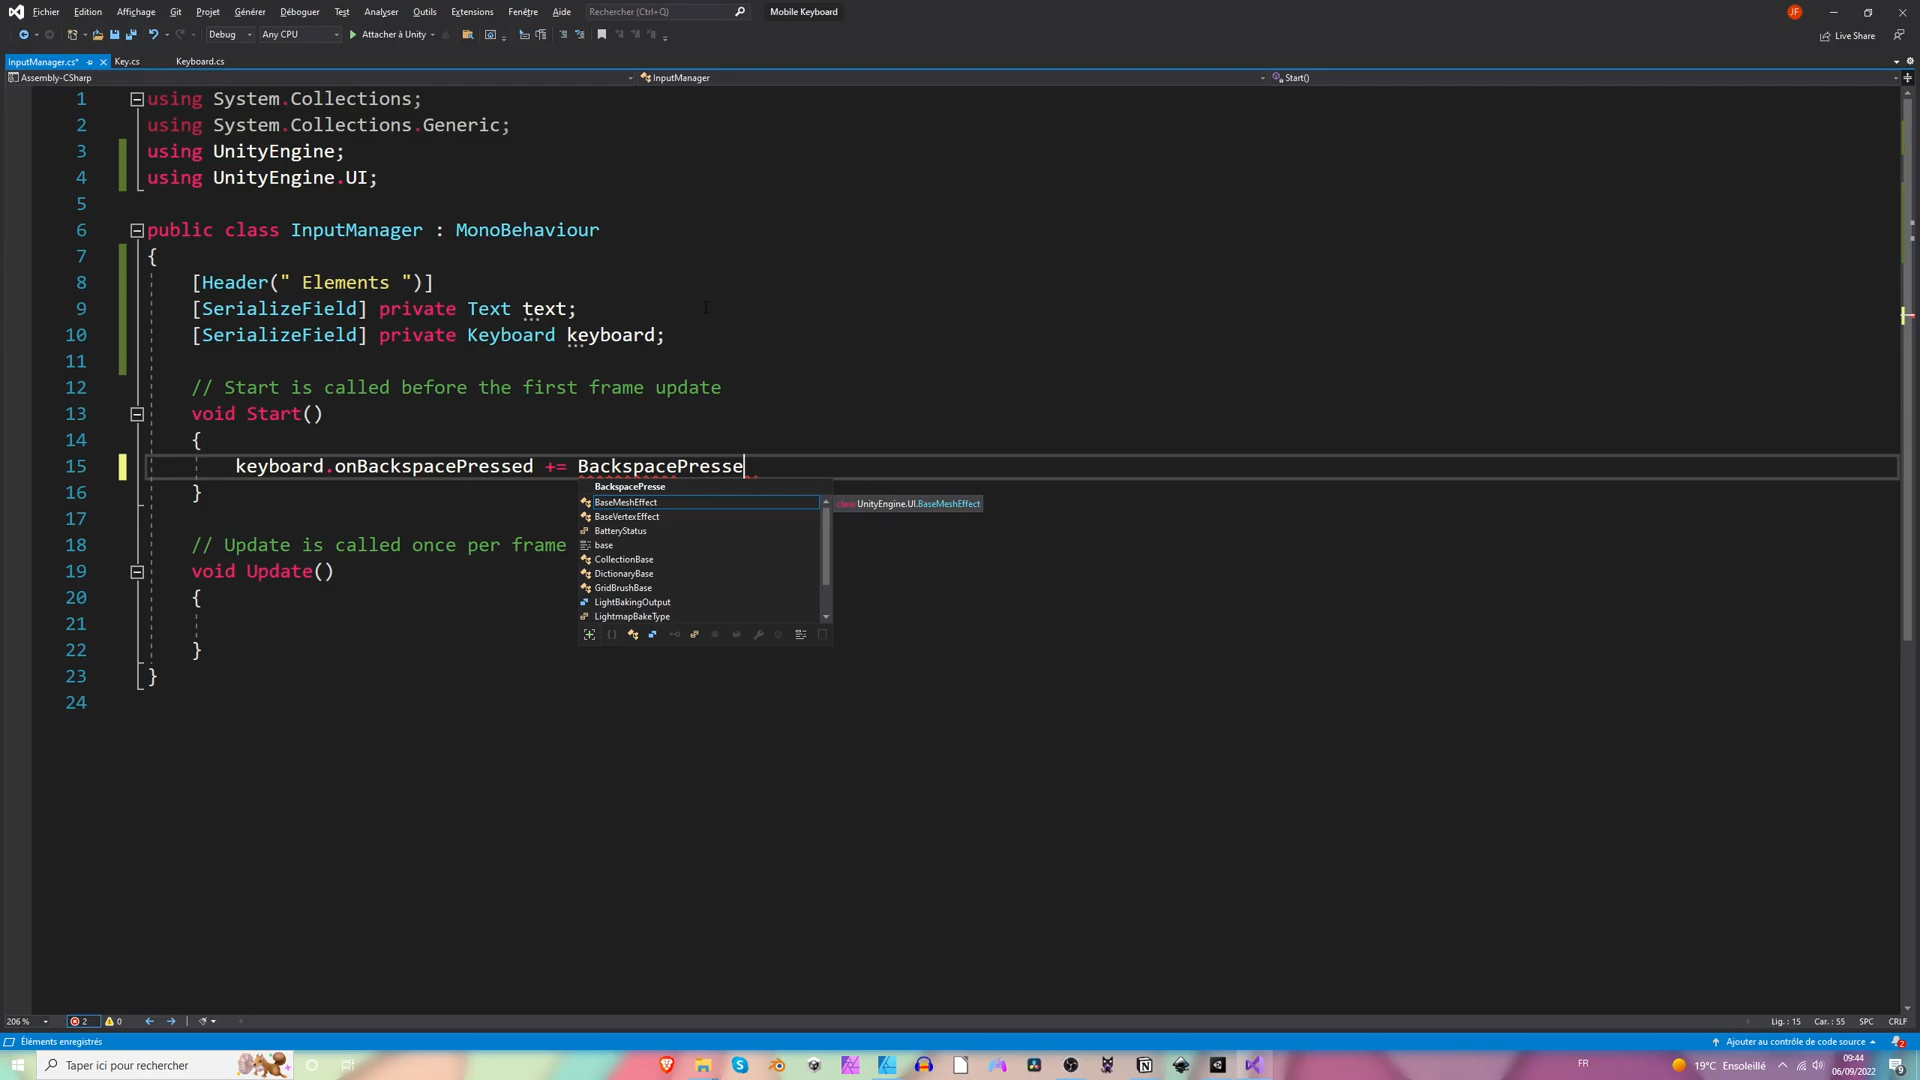 Fichier Edition Affichage Git Projet Générer Déboguer Test Analyser Outils Extensions Fenêtre Aide Rechercher (Ctrl+Q) Mobile Keyboard JF
Debug Any CPU Attacher à Unity Live Share
InputManager.cs* Key.cs Keyboard.cs
Assembly-CSharp InputManager Start()
1 using System.Collections;
2 using System.Collections.Generic;
3 using UnityEngine;
4 using UnityEngine.UI;
5
6 public class InputManager : MonoBehaviour
7 {
8 [Header(" Elements ")]
9 [SerializeField] private Text text;
10 [SerializeField] private Keyboard keyboard;
11
12 // Start is called before the first frame update
13 void Start()
14 {
15 keyboard.onBackspacePressed += BackspacePresse
16 }
BackspacePresse
BaseMeshEffect class UnityEngine.UI.BaseMeshEffect
BaseVertexEffect
BatteryStatus
base
CollectionBase
DictionaryBase
GridBrushBase
LightBakingOutput
LightmapBakeType
17
18 // Update is called once per frame
19 void Update()
20 {
21
22 }
23 }
24
206 % 2 0 Lig. : 15 Car. : 55 SPC CRLF
Éléments enregistrés Ajouter au contrôle de code source 2
Taper ici pour rechercher FR 19°C Ensoleillé 09:44
06/09/2022 9